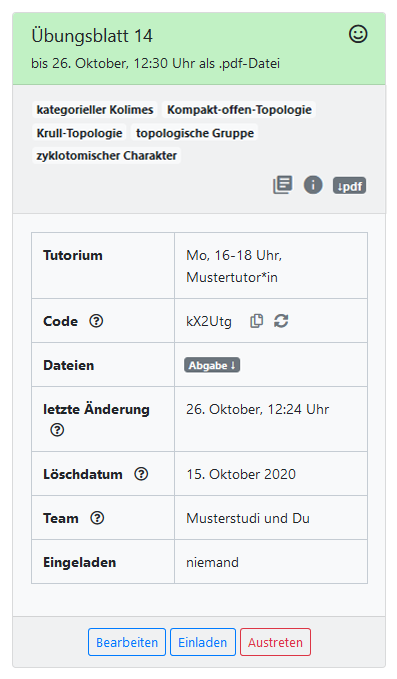 Übungsblatt 14
bis 26. Oktober, 12:30 Uhr als .pdf-Datei
kategorieller Kolimes Kompakt-offen-Topologie
Krull-Topologie topologische Gruppe
zyklotomischer Charakter
↓pdf
Tutorium Mo, 16-18 Uhr,
Mustertutor*in
Code kX2Utg
Dateien Abgabe ↓
letzte Änderung 26. Oktober, 12:24 Uhr
Löschdatum 15. Oktober 2020
Team Musterstudi und Du
Eingeladen niemand
Bearbeiten Einladen Austreten